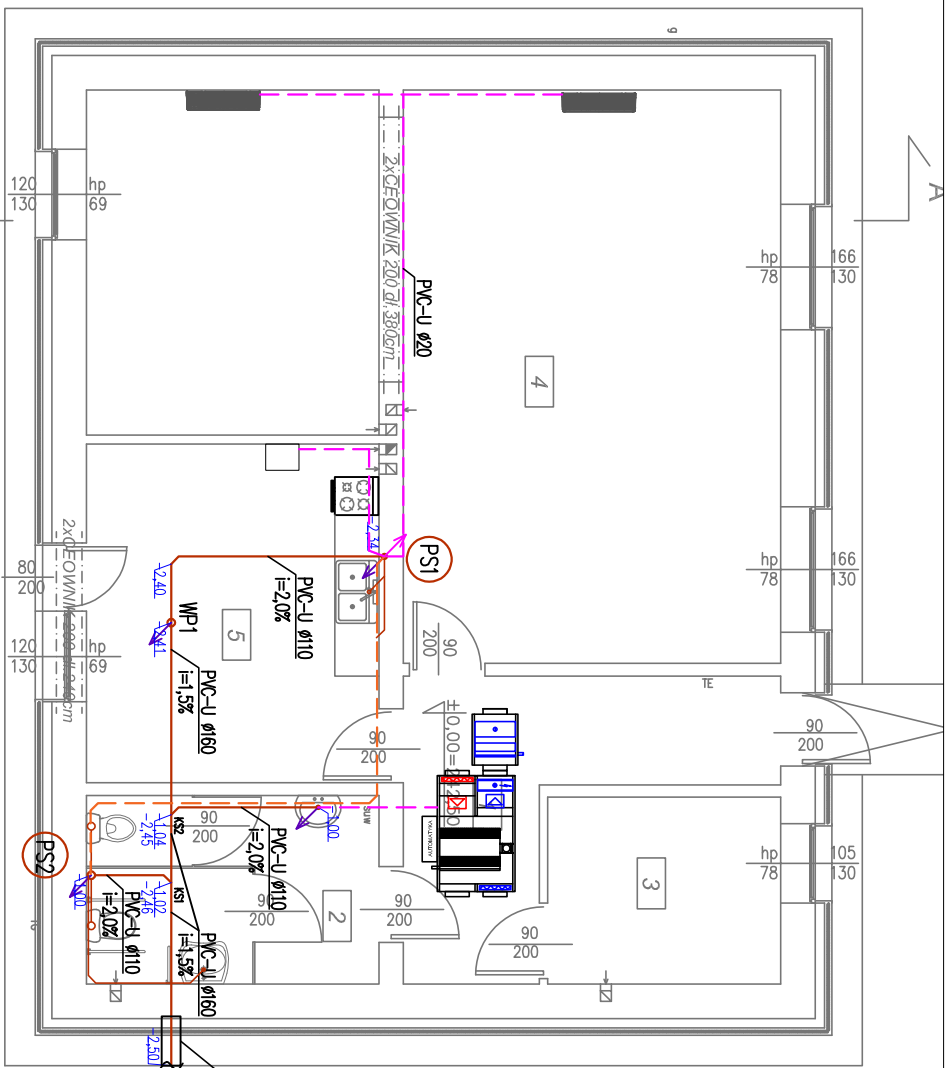 g
A
120
130
hp
69
2xCEOWNIK 200 dł.380cm
hp
78
166
130
PVC-U ø20
4
-2,34
PS1
hp
78
166
130
80
200
-2,40
PVC-U ø110
i=2,0%
90
200
WP1
-2,41
5
120
130
hp
69
PVC-U ø160
i=1,5%
TE
90
200
90
200
AUTOMATYKA
SUW
PS2
-1,04
-2,45
KS2
90
200
PVC-U ø110
i=2,0%
hp
78
105
130
3
-1,02
-2,46
KS1
90
200
2
90
200
PVC-U ø110
i=2,0%
PVC-U ø160
i=1,5%
90
200
-2,50